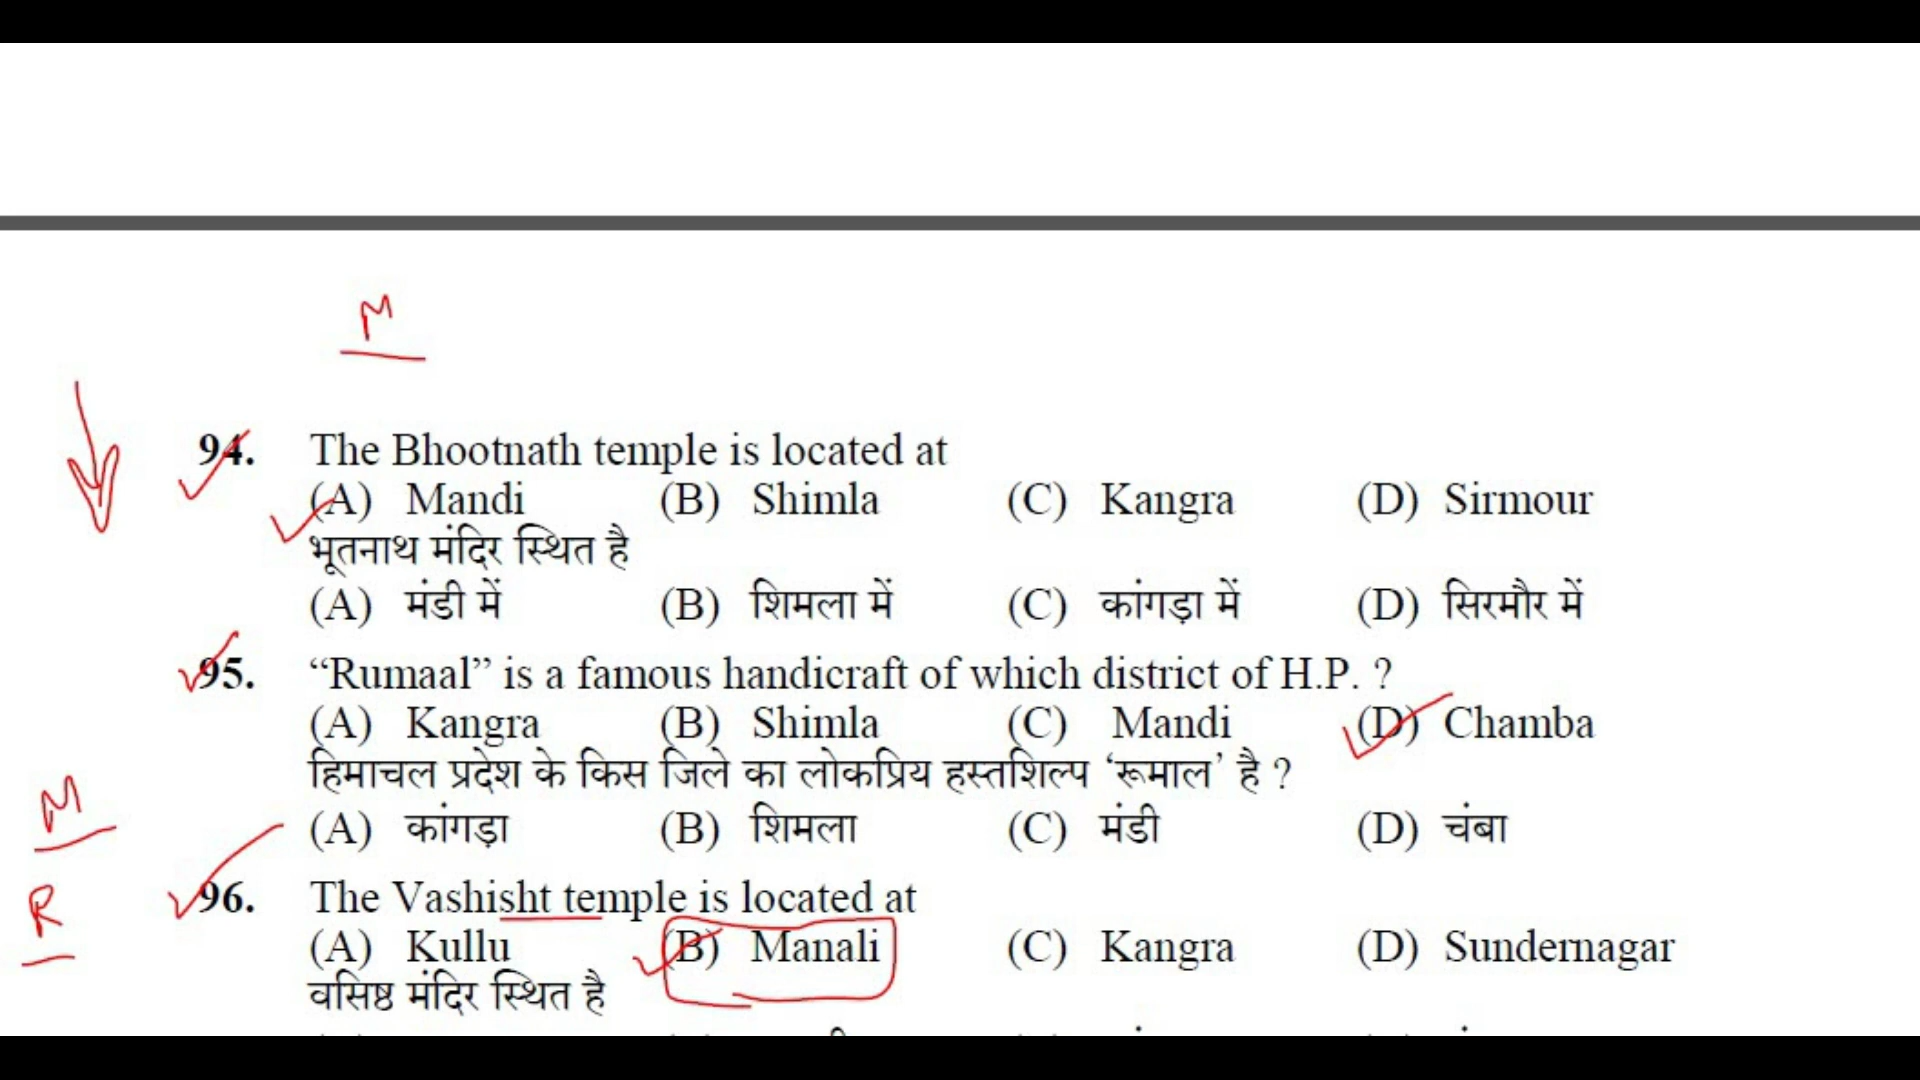 M
94. The Bhootnath temple is located at
(A) Mandi (B) Shimla (C) Kangra (D) Sirmour
भूतनाथ मंदिर स्थित है
(A) मंडी में (B) शिमला में (C) कांगड़ा में (D) सिरमौर में
95. “Rumaal” is a famous handicraft of which district of H.P. ?
(A) Kangra (B) Shimla (C) Mandi (D) Chamba
हिमाचल प्रदेश के किस जिले का लोकप्रिय हस्तशिल्प ‘रूमाल’ है ?
M
(A) कांगड़ा (B) शिमला (C) मंडी (D) चंबा
R
96. The Vashisht temple is located at
(A) Kullu (B) Manali (C) Kangra (D) Sundernagar
वसिष्ठ मंदिर स्थित है